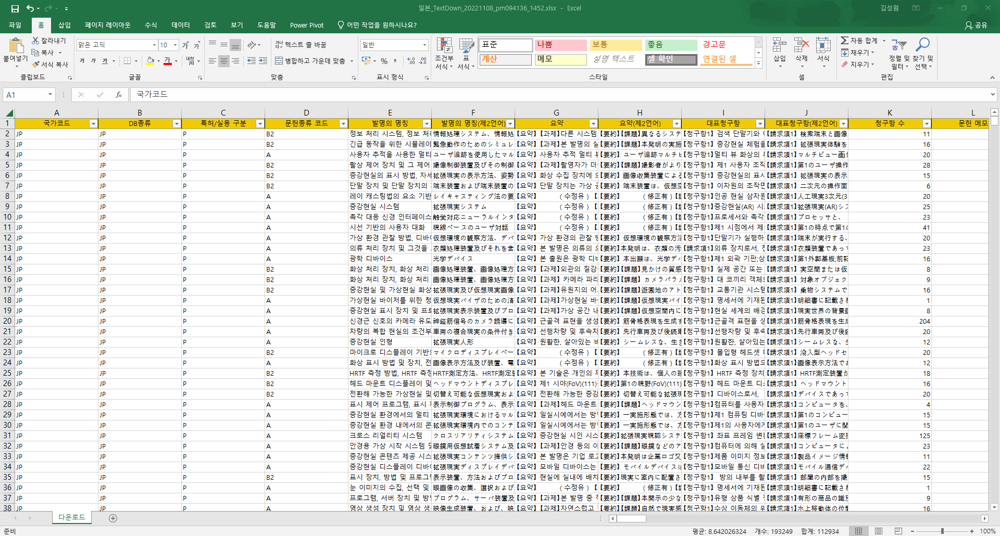 일본_TextDown_20221108_pm094136_1452.xlsx - Excel
김성원
파일 홈 삽입 페이지 레이아웃 수식 데이터 검토 보기 도움말 Power Pivot 어떤 작업을 원하시나요? 공유
붙여넣기 잘라내기 복사 서식 복사 클립보드
맑은 고딕 10 가 가 가 가 가 가 내천 글꼴
텍스트 줄 바꿈 병합하고 가운데 맞춤 맞춤
일반 % 표시 형식
조건부 서식 표 서식
표준 나쁨 보통 좋음 경고문
계산 메모 설명 텍스트 셀 확인 연결된 셀
스타일
삽입 삭제 서식 셀
자동 합계 채우기 지우기 정렬 및 필터 찾기 및 선택 편집
A1 fx 국가코드
A B C D E F G H I J K L
1 국가코드 DB종류 특허/실용 구분 문헌종류 코드 발명의 명칭 발명의 명칭(제2언어) 요약 요약(제2언어) 대표청구항 대표청구항(제2언어) 청구항 수 문헌 메모
2 JP JP P B2 정보 처리 시스템, 정보 처리 情報処理システム、情報処 【요약】【과제】다른 시스템 【要約】【課題】異なるシステ 【청구항1】 검색 단말기와 【請求項1】 検索端末と画像 11
3 JP JP P B2 긴급 동작을 위한 시뮬레이 緊急動作のためのシミュレ 【요약】【과제】본 발명의 실 【要約】【課題】本発明の実施 【청구항1】 증강현실 체험을 【請求項1】 拡張現実体験を 16
4 JP JP P A 사용자 추적을 사용한 멀티 ユーザ追跡を使用したマル 【요약】 사용자 추적 멀티 뷰 【要約】 ユーザ追跡マルチビ 【청구항1】멀티 뷰 화상의 【請求項1】マルチビュー画 20
5 JP JP P B2 촬상 제어 장치 및 그 제어 撮像制御装置及びその制御 【요약】【과제】촬영자가 더 【要約】【課題】撮影者がより 【청구항1】 제1 사용자 조작 【請求項1】第1のユーザ操作 28
6 JP JP P B2 증강현실의 표시 방법, 자세 拡張現実の表示方法、姿勢 【요약】 화상 수집 장치에 의 【要約】 画像収集装置による 【청구항1】 증강현실의 표시 【請求項1】 拡張現実の表示 15
7 JP JP P B2 단말 장치 및 단말 장치의 端末装置および端末装置の 【요약】 단말 장치는 가상 공 【要約】 端末装置は、仮想空 【청구항1】 이차원의 조작면 【請求項1】 二次元の操作面 6
8 JP JP P A 레이 캐스팅법의 요소 기반 レイキャスティング法の要 【요약】 （수정유）【 【要約】 （修正有）【 【청구항1】인공 현실 삼차원 【請求項1】人工現実3次元(3 20
9 JP JP P A 증강현실 시스템 拡張現実システム 【요약】 （수정유）【 【要約】 （修正有）【 【청구항1】증강현실(AR) 시 【請求項1】拡張現実(AR)シス 25
10 JP JP P A 촉각 대응 신경 인터페이스 触覚対応ニューラルインタ 【요약】 （수정유）【 【要約】 （修正有）【 【청구항1】프로세서와 촉각 【請求項1】プロセッサと、 23
11 JP JP P A 시선 기반의 사용자 대화 視線ベースのユーザ対話 【요약】 （수정유）【 【要約】 （修正有）【 【청구항1】제1 시점에서 제 【請求項1】第1の時点で第1 41
12 JP JP P A 가상 환경 관찰 방법, 디바이 仮想環境の観察方法、デバ 【요약】 가상 환경의 관찰 방 【要約】 仮想環境の観察方法 【청구항1】단말기가 실행하 【請求項1】端末が実行する、 20
13 JP JP P A 의류 처리 장치 및 그것을 衣類処理装置及びそれを含 【요약】 본 발명은 의류의 오 【要約】本発明は、衣類の汚 【請求項1】의류 장치로서, 【請求項1】衣類装置であって 23
14 JP JP P A 광학 디바이스 光学デバイス 【요약】 본 출원은 광학 디바 【要約】 本出願は、光学デバ 【청구항1】제1 외곽 기판;상 【請求項1】第1外郭基板;前記 16
15 JP JP P B2 화상 처리 장치, 화상 처리 画像処理装置、画像処理方 【요약】【과제】외관의 질감 【要約】【課題】見かけの質感 【청구항1】 실제 공간 또는 【請求項1】 実空間または仮 8
16 JP JP P B2 화상 처리 장치, 화상 처리 画像処理装置、画像処理方 【요약】【과제】 카메라 파라 【要約】【課題】 カメラパラメ 【청구항1】 대 코끼리 객체 【請求項1】 対象オブジェク 9
17 JP JP P B2 증강현실 및 가상현실 화상 拡張現実及び仮想現実画像 【요약】【과제】유원지의 어 【要約】【課題】遊園地のアト 【청구항1】 교통기관 시스템 【請求項1】 乗物システムで 16
18 JP JP P A 가상현실 바이저를 위한 청 仮想現実バイザのための清 【요약】【과제】가상현실 바 【要約】【課題】仮想現実バイ 【청구항1】 명세서에 기재된 【請求項1】明細書に記載され 1
19 JP JP P A 증강현실 표시 장치 및 프로 拡張現実表示装置及びプロ 【요약】【과제】가상 공간 내 【要約】【課題】仮想空間内に 【청구항1】현실 세계의 배경 【請求項1】現実世界の背景画 8
20 JP JP P A 신경근 신호의 카메라 유도 神経筋信号のカメラ誘導に 【요약】 근골격 표현을 생성 【要約】 筋骨格表現を生成す 【청구항1】근골격 표현을 생 【請求項1】筋骨格表現を生成 204
21 JP JP P A 차량의 복합 현실의 조건부 車両の複合現実の条件付き 【요약】 선행차량 및 후속차 【要約】 先行車両及び後続車 【청구항1】선행차량 및 후속 【請求項1】先行車両及び後続 20
22 JP JP P A 증강현실 인형 拡張現実人形 【요약】 원활한, 살아있는 비 【要約】 シームレスな、生き 【청구항1】원활한, 살아있는 【請求項1】シームレスな、生 12
23 JP JP P B2 마이크로 디스플레이 기반의 マイクロディスプレイベー 【요약】 （수정유）【 【要約】 （修正有）【 【청구항1】 몰입형 헤드셋 【請求項1】 没入型ヘッドセ 20
24 JP JP P A 화상 표시 방법 및 장치, 전 画像表示方法及び装置、電 【요약】 （수정유）【 【要約】 （修正有）【 【청구항1】화상 표시 방법으 【請求項1】画像表示方法であ 12
25 JP JP P B2 HRTF 측정 방법, HRTF 측정 HRTF測定方法、HRTF測定装 【요약】 본 기술은 개인의 두 【要約】 本技術は、個人の頭 【청구항1】 HRTF 측정 장치 【請求項1】 HRTF測定装置が 18
26 JP JP P B2 헤드 마운트 디스플레이 및 ヘッドマウントディスプレ 【요약】 제1 시야(FoV)(111) 【要約】第1の視野(FoV)(111) 【청구항1】 헤드 마운트 디스 【請求項1】 ヘッドマウント 16
27 JP JP P B2 전환해 가능한 가상현실 및 切替え可能な仮想現実およ 【요약】 전환해 가능한 증강 【要約】 切替え可能な拡張現 【청구항1】 디바이스로서, 【請求項1】デバイスであって 20
28 JP JP P A 표시 제어 프로그램, 표시 表示制御プログラム、表示 【요약】【과제】헤드 마운트 【要約】【課題】ヘッドマウン 【청구항1】컴퓨터를 사용자 【請求項1】コンピュータを、 4
29 JP JP P A 증강현실 환경에서의 멀티 拡張現実環境におけるマル 【요약】 일실시예에서는 방 【要約】 一実施形態では、方 【청구항1】제1 컴퓨팅 디바 【請求項1】第1のコンピュー 15
30 JP JP P A 증강현실 환경 내에서의 콘 拡張現実環境内でのコンテ 【요약】 일실시예에서는 방 【要約】 一実施形態では、方 【청구항1】제1의 사용자에게 【請求項1】第1のユーザに関 15
31 JP JP P A 크로스 리얼리티 시스템 クロスリアリティシステム 【요약】 증강현실 시인 시스 【要約】拡張現実視認システ 【청구항1】 좌표 프레임 변환 【請求項1】座標フレーム変換 125
32 JP JP P A 안경용 가상 시착 시스템 및 眼鏡用仮想試着システム及 【요약】【과제】안경 등의 아 【要約】【課題】眼鏡などのア 【청구항1】컴퓨터에 의해 실 【請求項1】コンピュータに 23
33 JP JP P A 증강현실 콘텐츠 제공 시스 拡張現実コンテンツ提供シ 【요약】 본 발명은 기업 로고 【要約】本発明は企業ロゴ又 【청구항1】제품 이미지 정보 【請求項1】製品イメージ情報 11
34 JP JP P A 증강현실 디스플레이 디바이 拡張現実ディスプレイデバ 【요약】 모바일 디바이스는 【要約】 モバイルデバイスは 【청구항1】모바일 통신 디바 【請求項1】モバイル通信デバ 22
35 JP JP P B2 표시 장치, 방법 및 프로그램 表示装置、方法およびプロ 【요약】 현실에 실내에 배치 【要約】現実に室内に配置さ 【청구항1】 방의 내부를 촬 【請求項1】 部屋の内部を撮 15
36 JP JP P A 눈 이미지의 수집, 선택 및 眼画像の収集、選択および 【요약】 （수정유）【 【要約】 （修正有）【 【청구항1】 명세서에 기재된 【請求項1】明細書に記載され 1
37 JP JP P A 프로그램, 서버 장치 및 방법 プログラム、サーバ装置及 【요약】【과제】본 발명 중 적 【要約】【課題】本開示の少な 【청구항1】유형 상품 식별 정 【請求項1】有形の商品の識別 9
38 JP JP P A 영상 생성 장치 및 영상 생성 映像生成装置、および、映 【요약】【과제】자연스럽고 현 【要約】【課題】自然で現実感 【청구항1】수상 이동체의 위 【請求項1】水上移動体の位置 16
다운로드
준비 평균: 8.642026324 개수: 193249 합계: 112934 100%